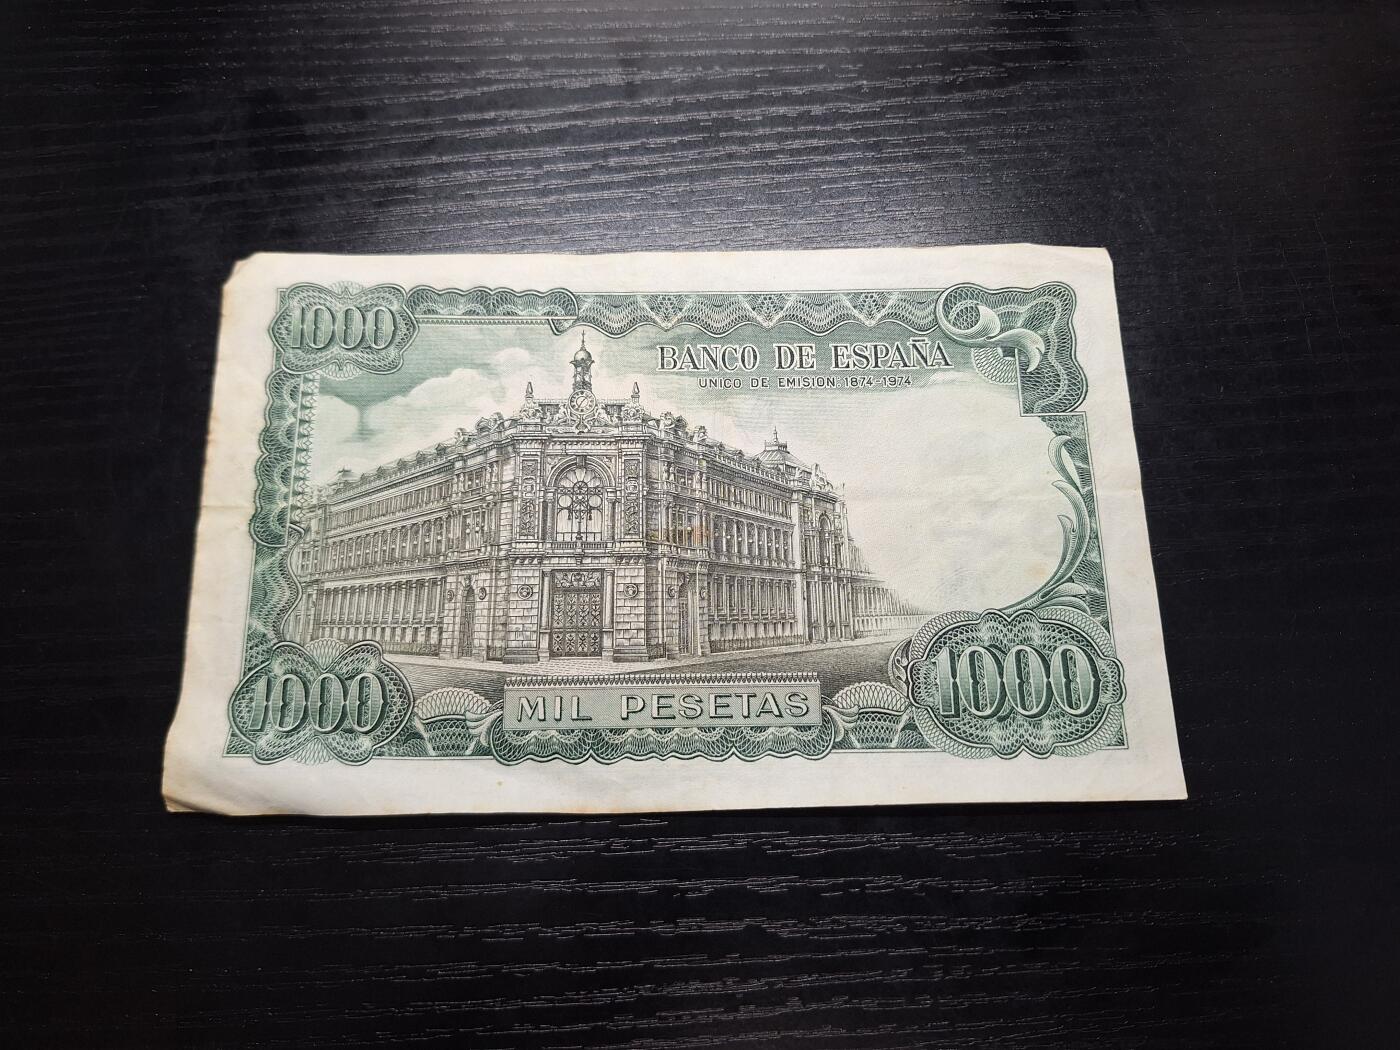 1000
BANCO DE ESPAÑA
UNICO DE EMISION: 1874-1974
1000
MIL PESETAS
1000